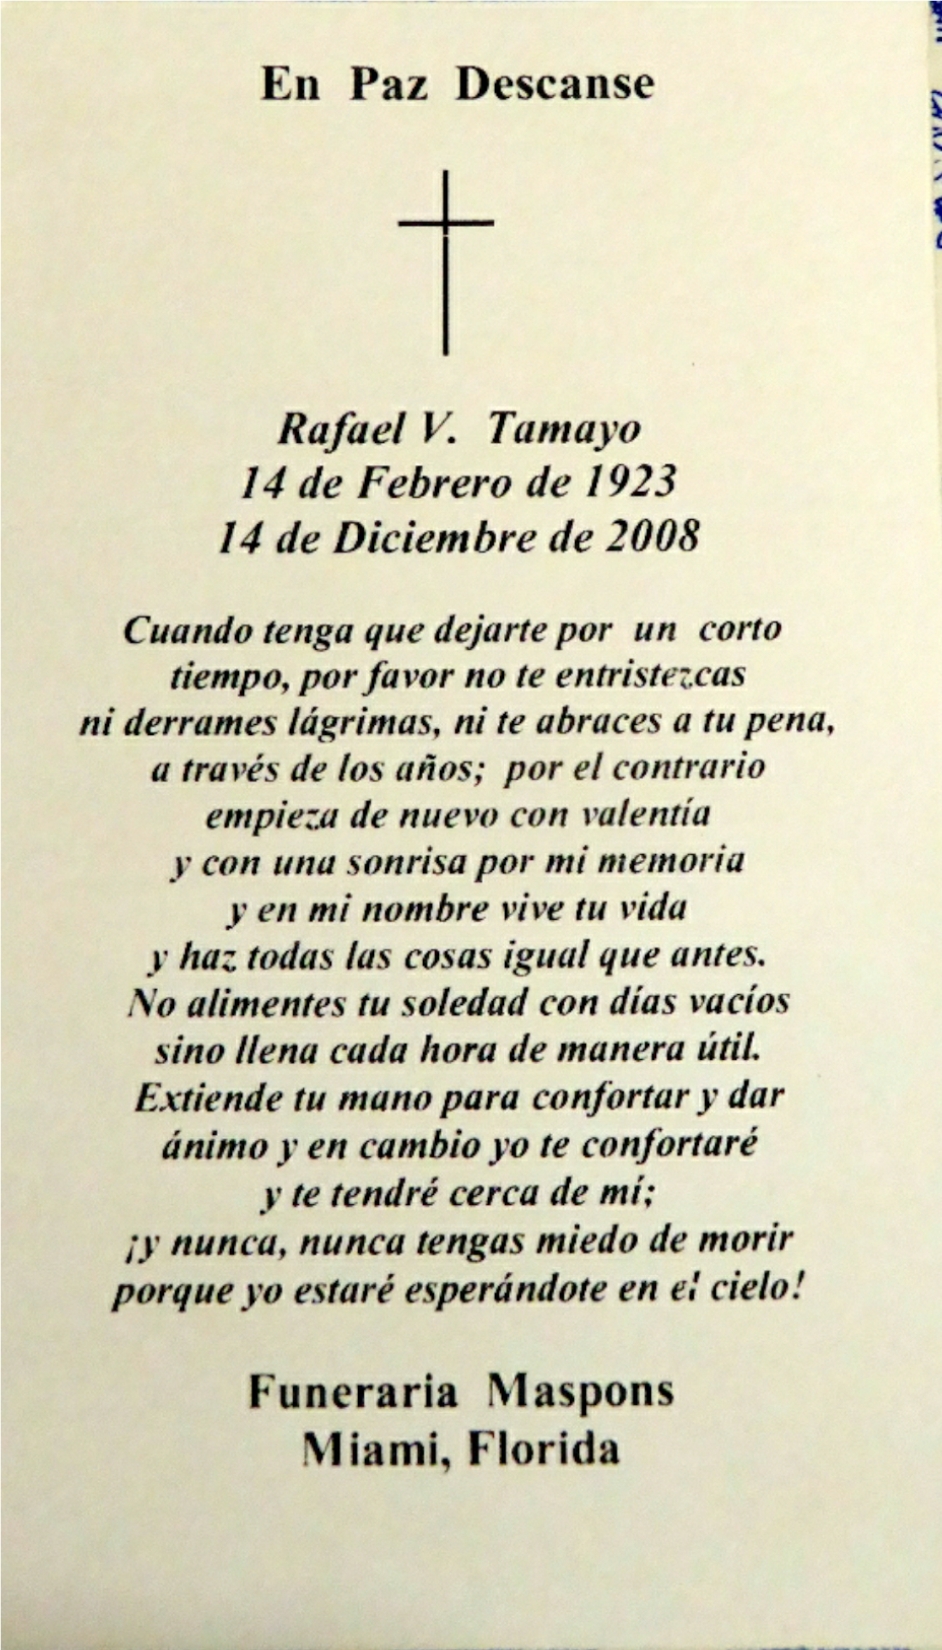 En Paz Descanse
Rafael V. Tamayo
14 de Febrero de 1923
14 de Diciembre de 2008
Cuando tenga que dejarte por un corto
tiempo, por favor no te entristezcas
ni derrames lágrimas, ni te abraces a tu pena,
a través de los años; por el contrario
empieza de nuevo con valentía
y con una sonrisa por mi memoria
y en mi nombre vive tu vida
y haz todas las cosas igual que antes.
No alimentes tu soledad con días vacíos
sino llena cada hora de manera útil.
Extiende tu mano para confortar y dar
ánimo y en cambio yo te confortaré
y te tendré cerca de mí;
¡y nunca, nunca tengas miedo de morir
porque yo estaré esperándote en el cielo!
Funeraria Maspons
Miami, Florida